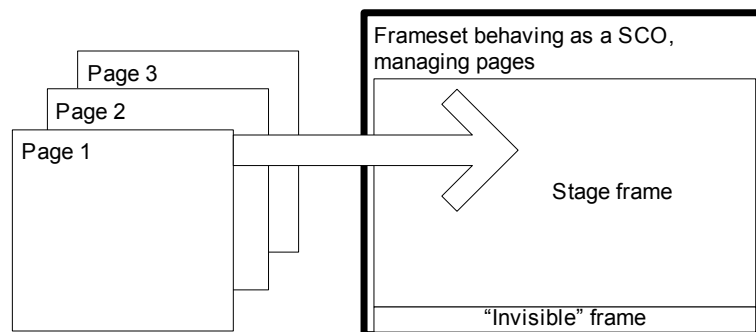 Page 3
Page 2
Page 1
Frameset behaving as a SCO,
managing pages
Stage frame
“Invisible” frame